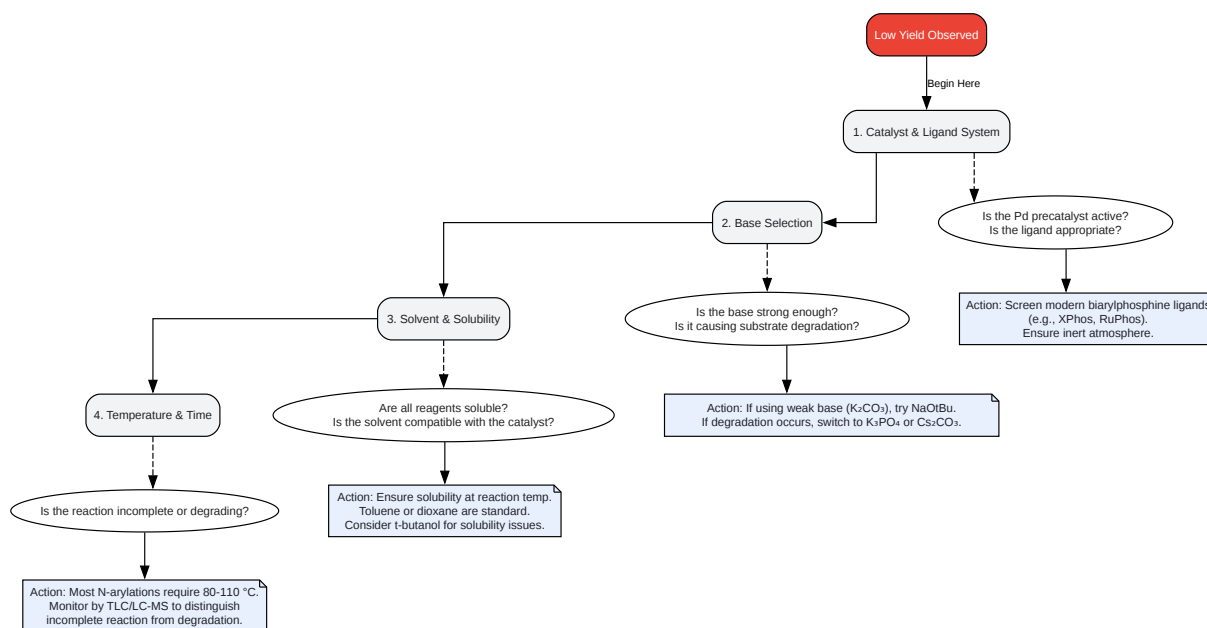 Low Yield Observed
Begin Here
1. Catalyst & Ligand System
Is the Pd precatalyst active?
Is the ligand appropriate?
2. Base Selection
Action: Screen modern biarylphosphine ligands
(e.g., XPhos, RuPhos).
Ensure inert atmosphere.
Is the base strong enough?
Is it causing substrate degradation?
3. Solvent & Solubility
Action: If using weak base (K₂CO₃), try NaOtBu.
If degradation occurs, switch to K₃PO₄ or Cs₂CO₃.
Are all reagents soluble?
Is the solvent compatible with the catalyst?
4. Temperature & Time
Action: Ensure solubility at reaction temp.
Toluene or dioxane are standard.
Consider t-butanol for solubility issues.
Is the reaction incomplete or degrading?
Action: Most N-arylations require 80-110 °C.
Monitor by TLC/LC-MS to distinguish
incomplete reaction from degradation.